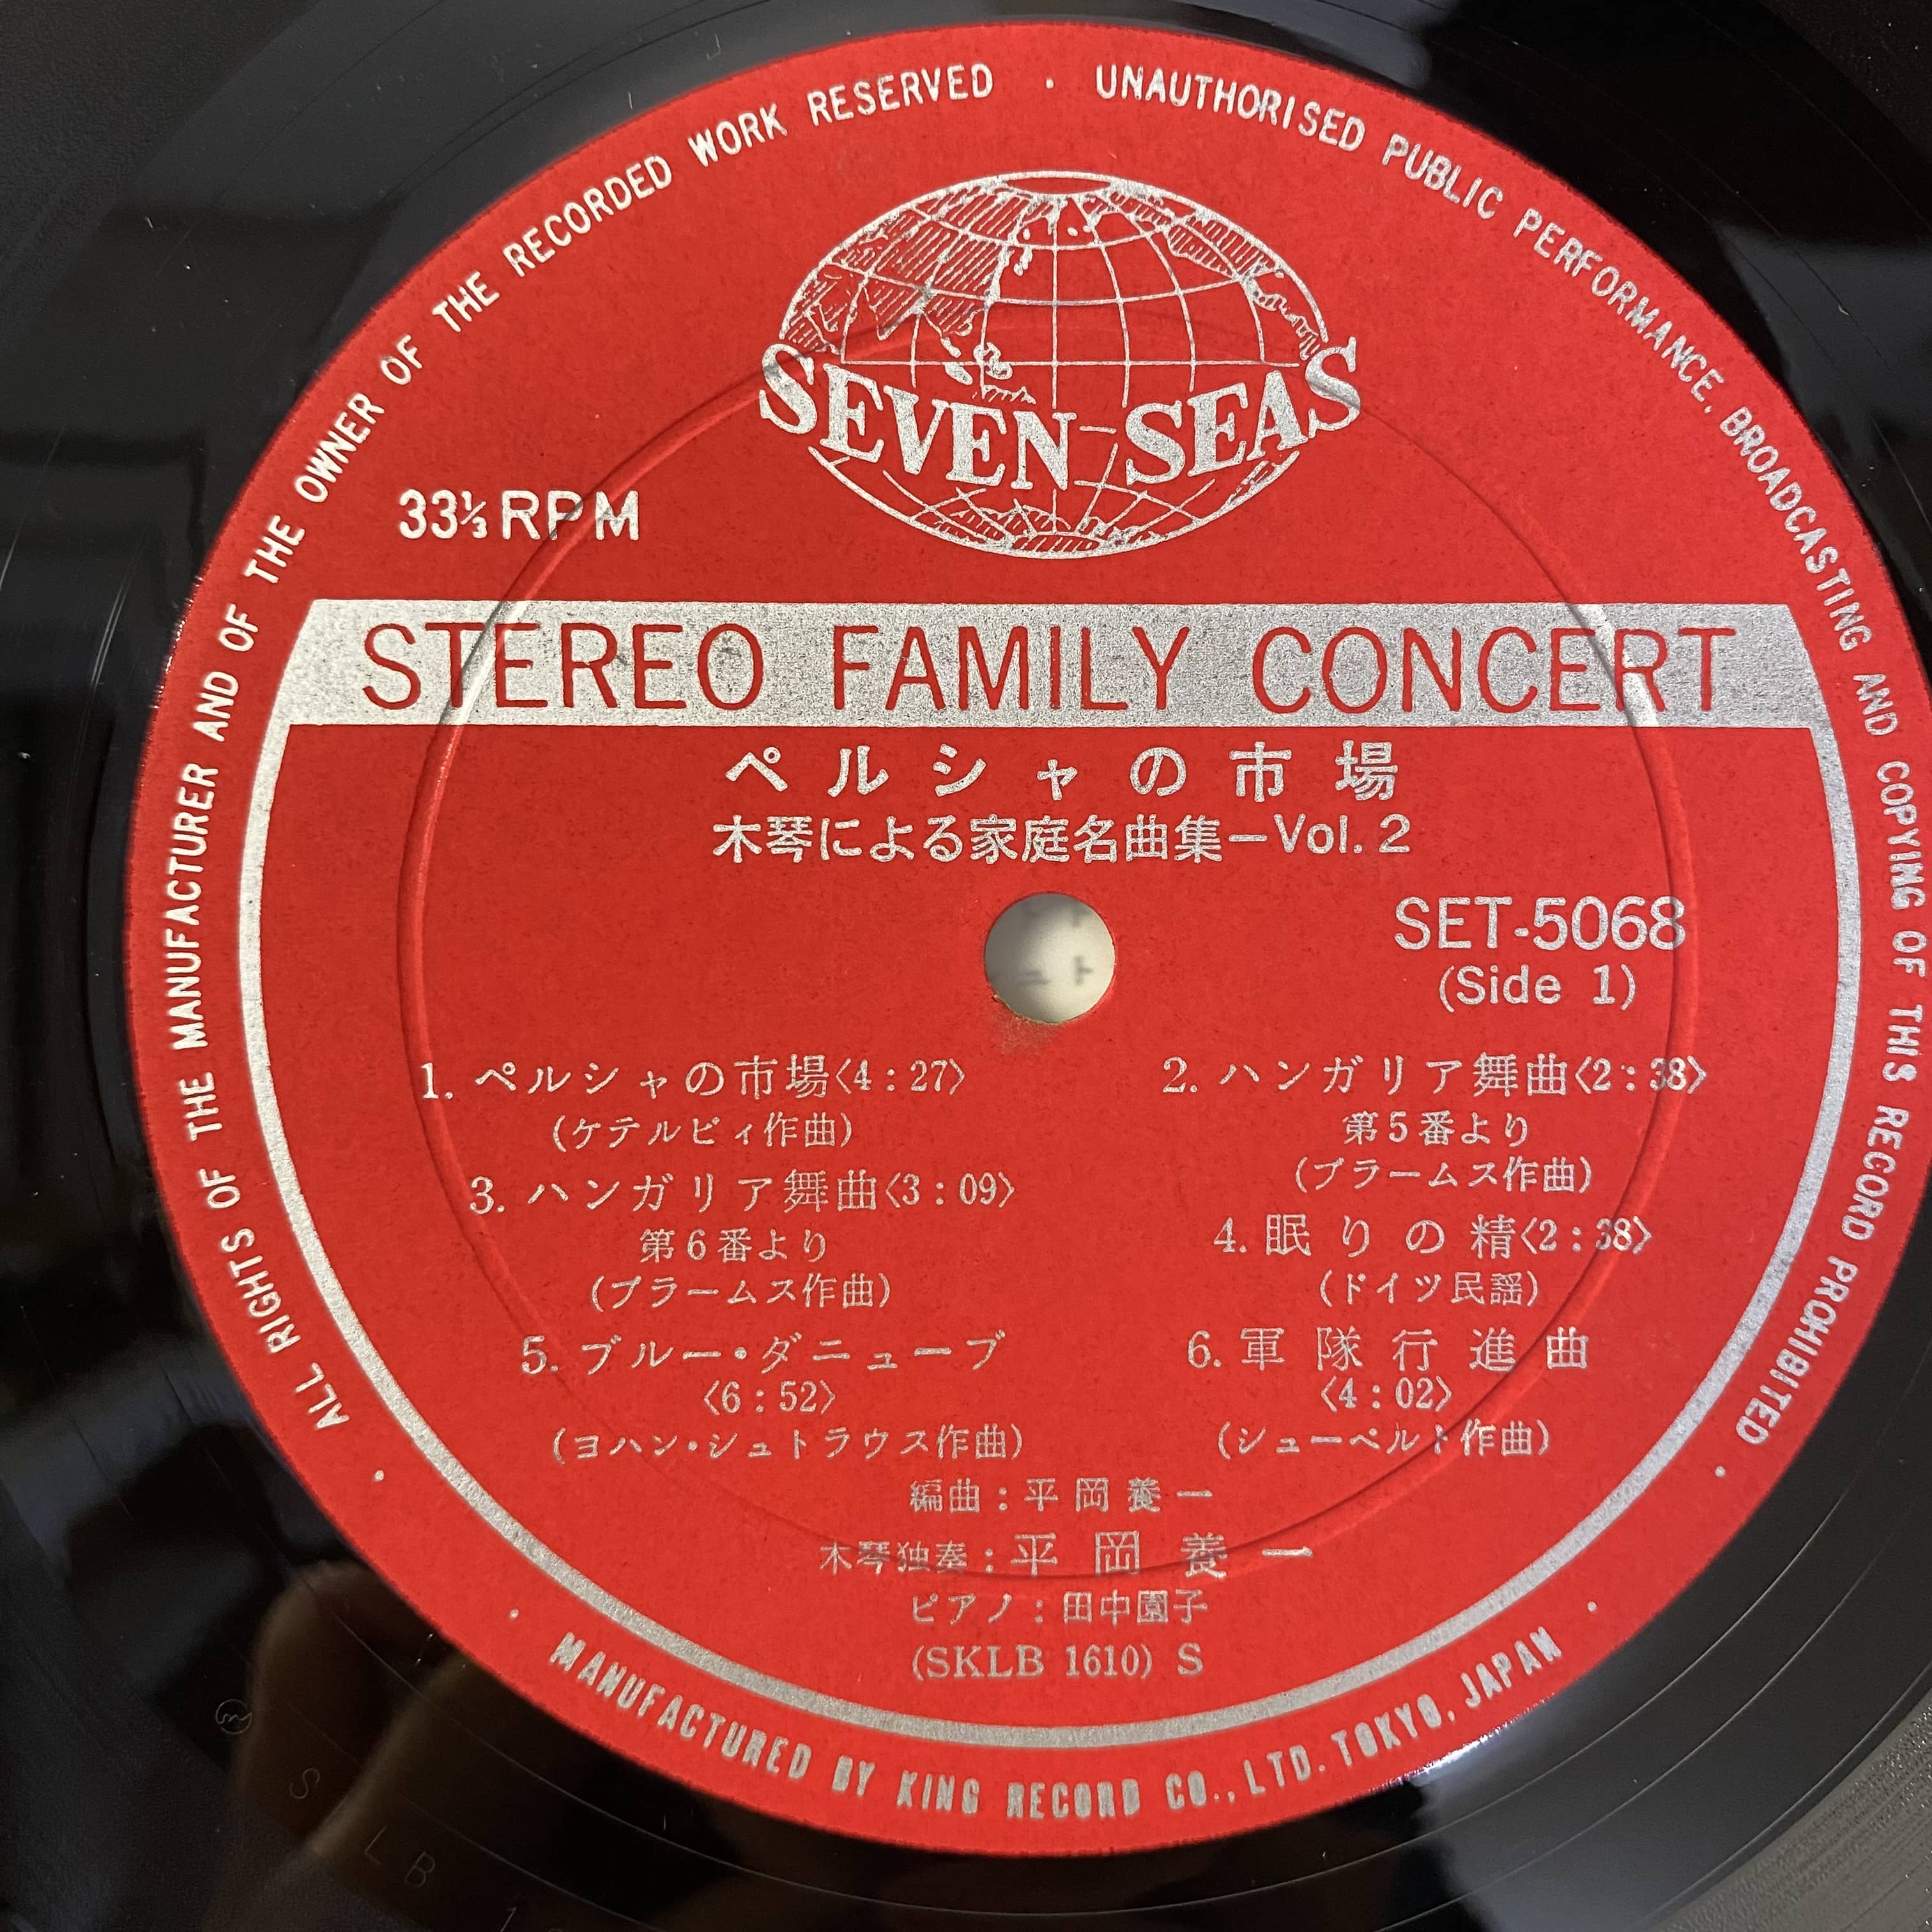 ALL RIGHTS OF THE MANUFACTURER AND OF THE OWNER OF THE RECORDED WORK RESERVED · UNAUTHORISED PUBLIC PERFORMANCE, BROADCASTING AND COPYING OF THIS RECORD PROHIBITED
SEVEN SEAS
33⅓ RPM
STEREO FAMILY CONCERT
ペルシャの市場
木琴による家庭名曲集ーVol. 2
SET-5068
(Side 1)
1. ペルシャの市場〈4:27〉
(ケテルビィ作曲)
2. ハンガリア舞曲〈2:38〉
第5番より
(ブラームス作曲)
3. ハンガリア舞曲〈3:09〉
第6番より
(ブラームス作曲)
4. 眠りの精〈2:38〉
(ドイツ民謡)
5. ブルー・ダニューブ
〈6:52〉
(ヨハン・シュトラウス作曲)
6. 軍隊行進曲
〈4:02〉
(シューベルト作曲)
編曲:平岡養一
木琴独奏:平岡養一
ピアノ:田中園子
(SKLB 1610) S
· MANUFACTURED BY KING RECORD CO., LTD. TOKYO, JAPAN ·